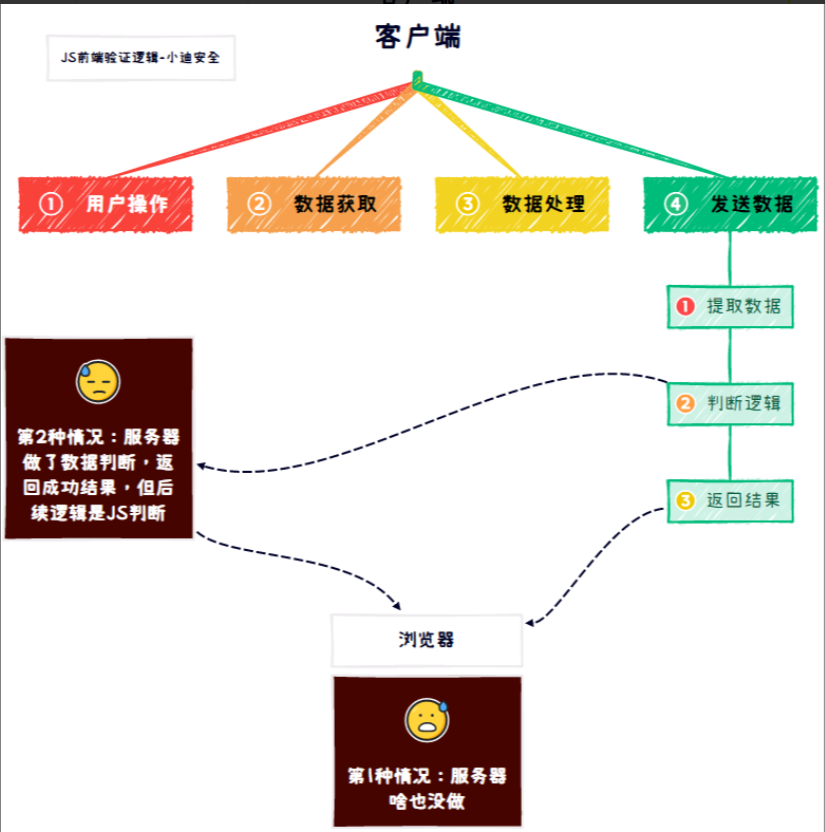 客户端
JS前端验证逻辑-小迪安全
① 用户操作
② 数据获取
③ 数据处理
④ 发送数据
1 提取数据
2 判断逻辑
3 返回结果
第2种情况：服务器
做了数据判断，返
回成功结果，但后
续逻辑是JS判断
浏览器
第1种情况：服务器
啥也没做